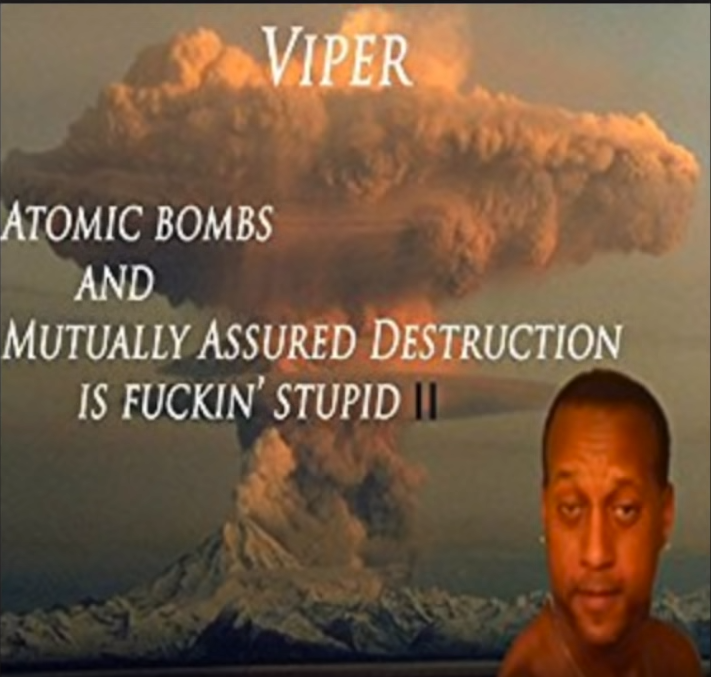 VIPER
ATOMIC BOMBS
AND
MUTUALLY ASSURED DESTRUCTION
IS FUCKIN' STUPID II